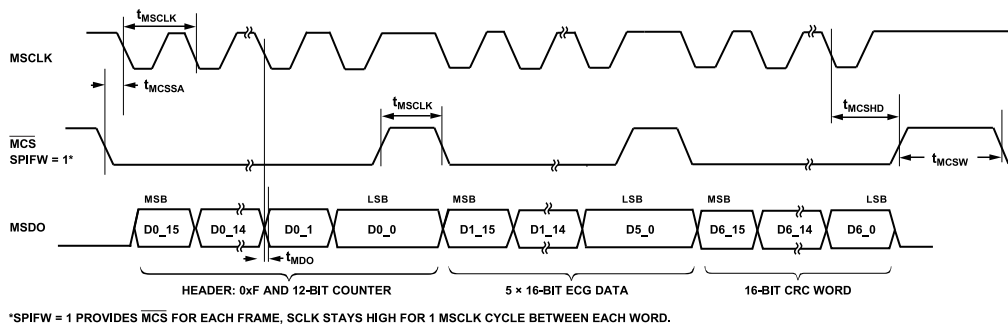 tMSCLK
MSCLK
tMCSSA
tMSCLK
tMCSHD
MCS
SPIFW = 1*
tMCSW
MSB LSB MSB LSB MSB LSB
MSDO D0_15 D0_14 D0_1 D0_0 D1_15 D1_14 D5_0 D6_15 D6_14 D6_0
tMDO
HEADER: 0xF AND 12-BIT COUNTER 5 × 16-BIT ECG DATA 16-BIT CRC WORD
*SPIFW = 1 PROVIDES MCS FOR EACH FRAME, SCLK STAYS HIGH FOR 1 MSCLK CYCLE BETWEEN EACH WORD.